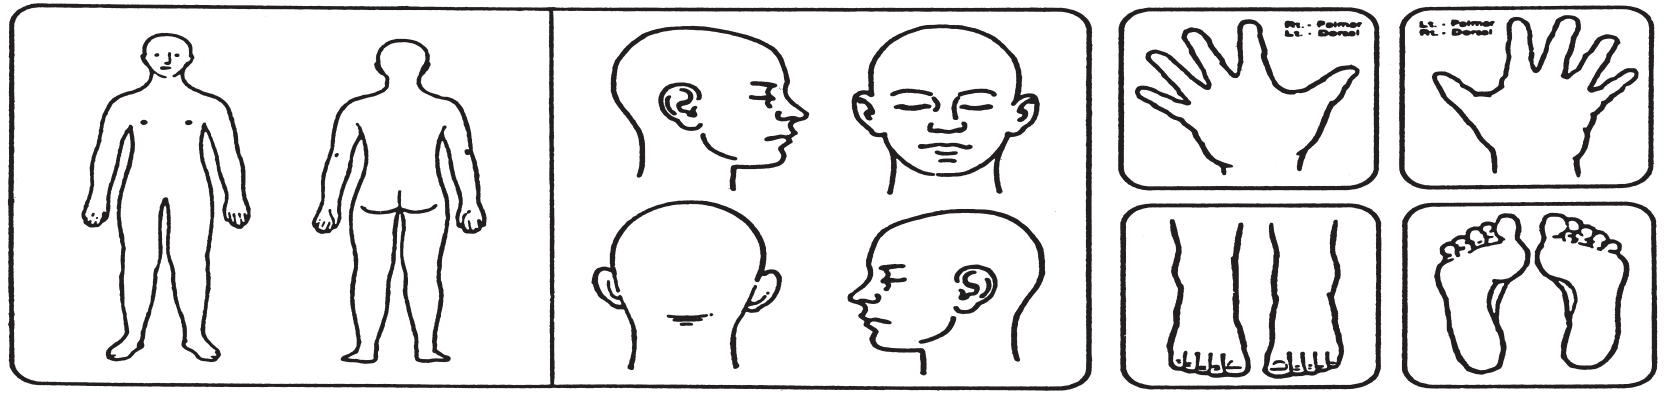 Rt. - Palmar
Lt. - Dorsal
Lt. - Palmar
Rt. - Dorsal